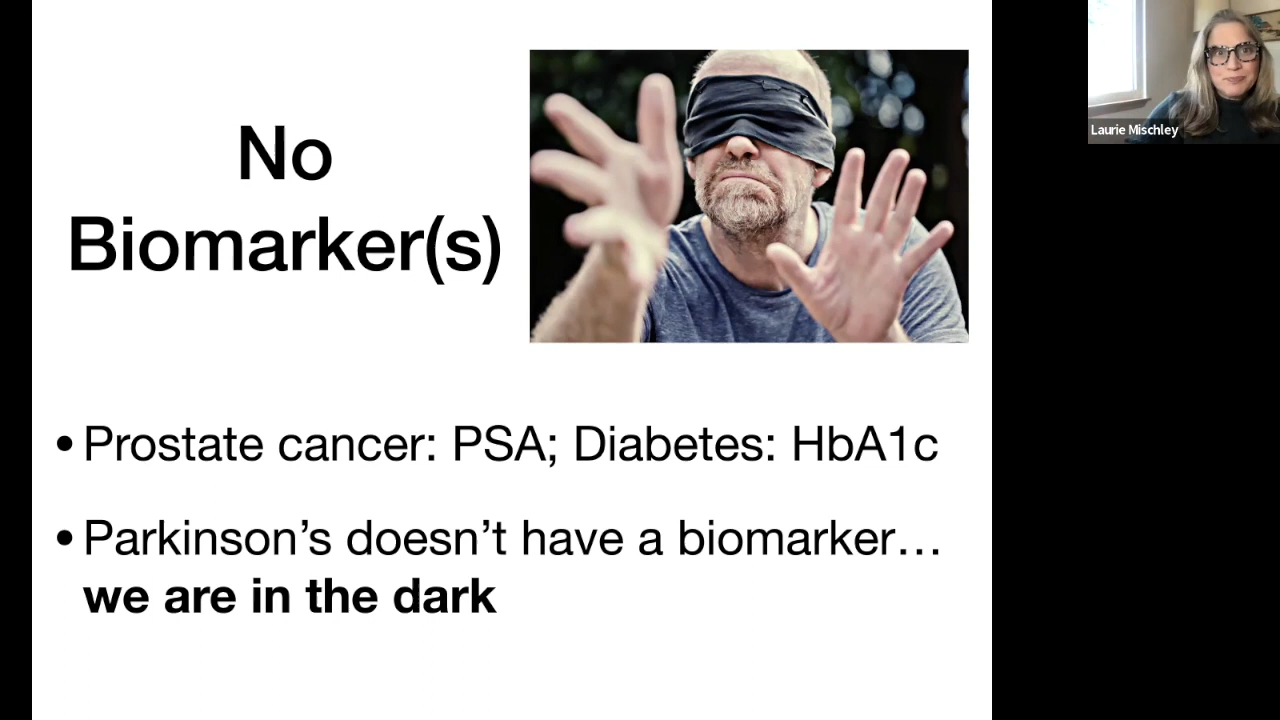 No
Biomarker(s)
• Prostate cancer: PSA; Diabetes: HbA1c
• Parkinson’s doesn’t have a biomarker…
we are in the dark
Laurie Mischley